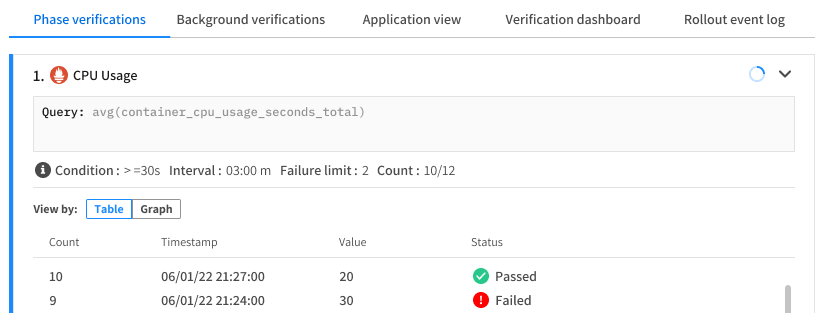 Phase verifications Background verifications Application view Verification dashboard Rollout event log
1. CPU Usage
Query: avg(container_cpu_usage_seconds_total)
Condition : > =30s Interval : 03:00 m Failure limit : 2 Count : 10/12
View by: Table Graph
Count Timestamp Value Status
10 06/01/22 21:27:00 20 Passed
9 06/01/22 21:24:00 30 Failed